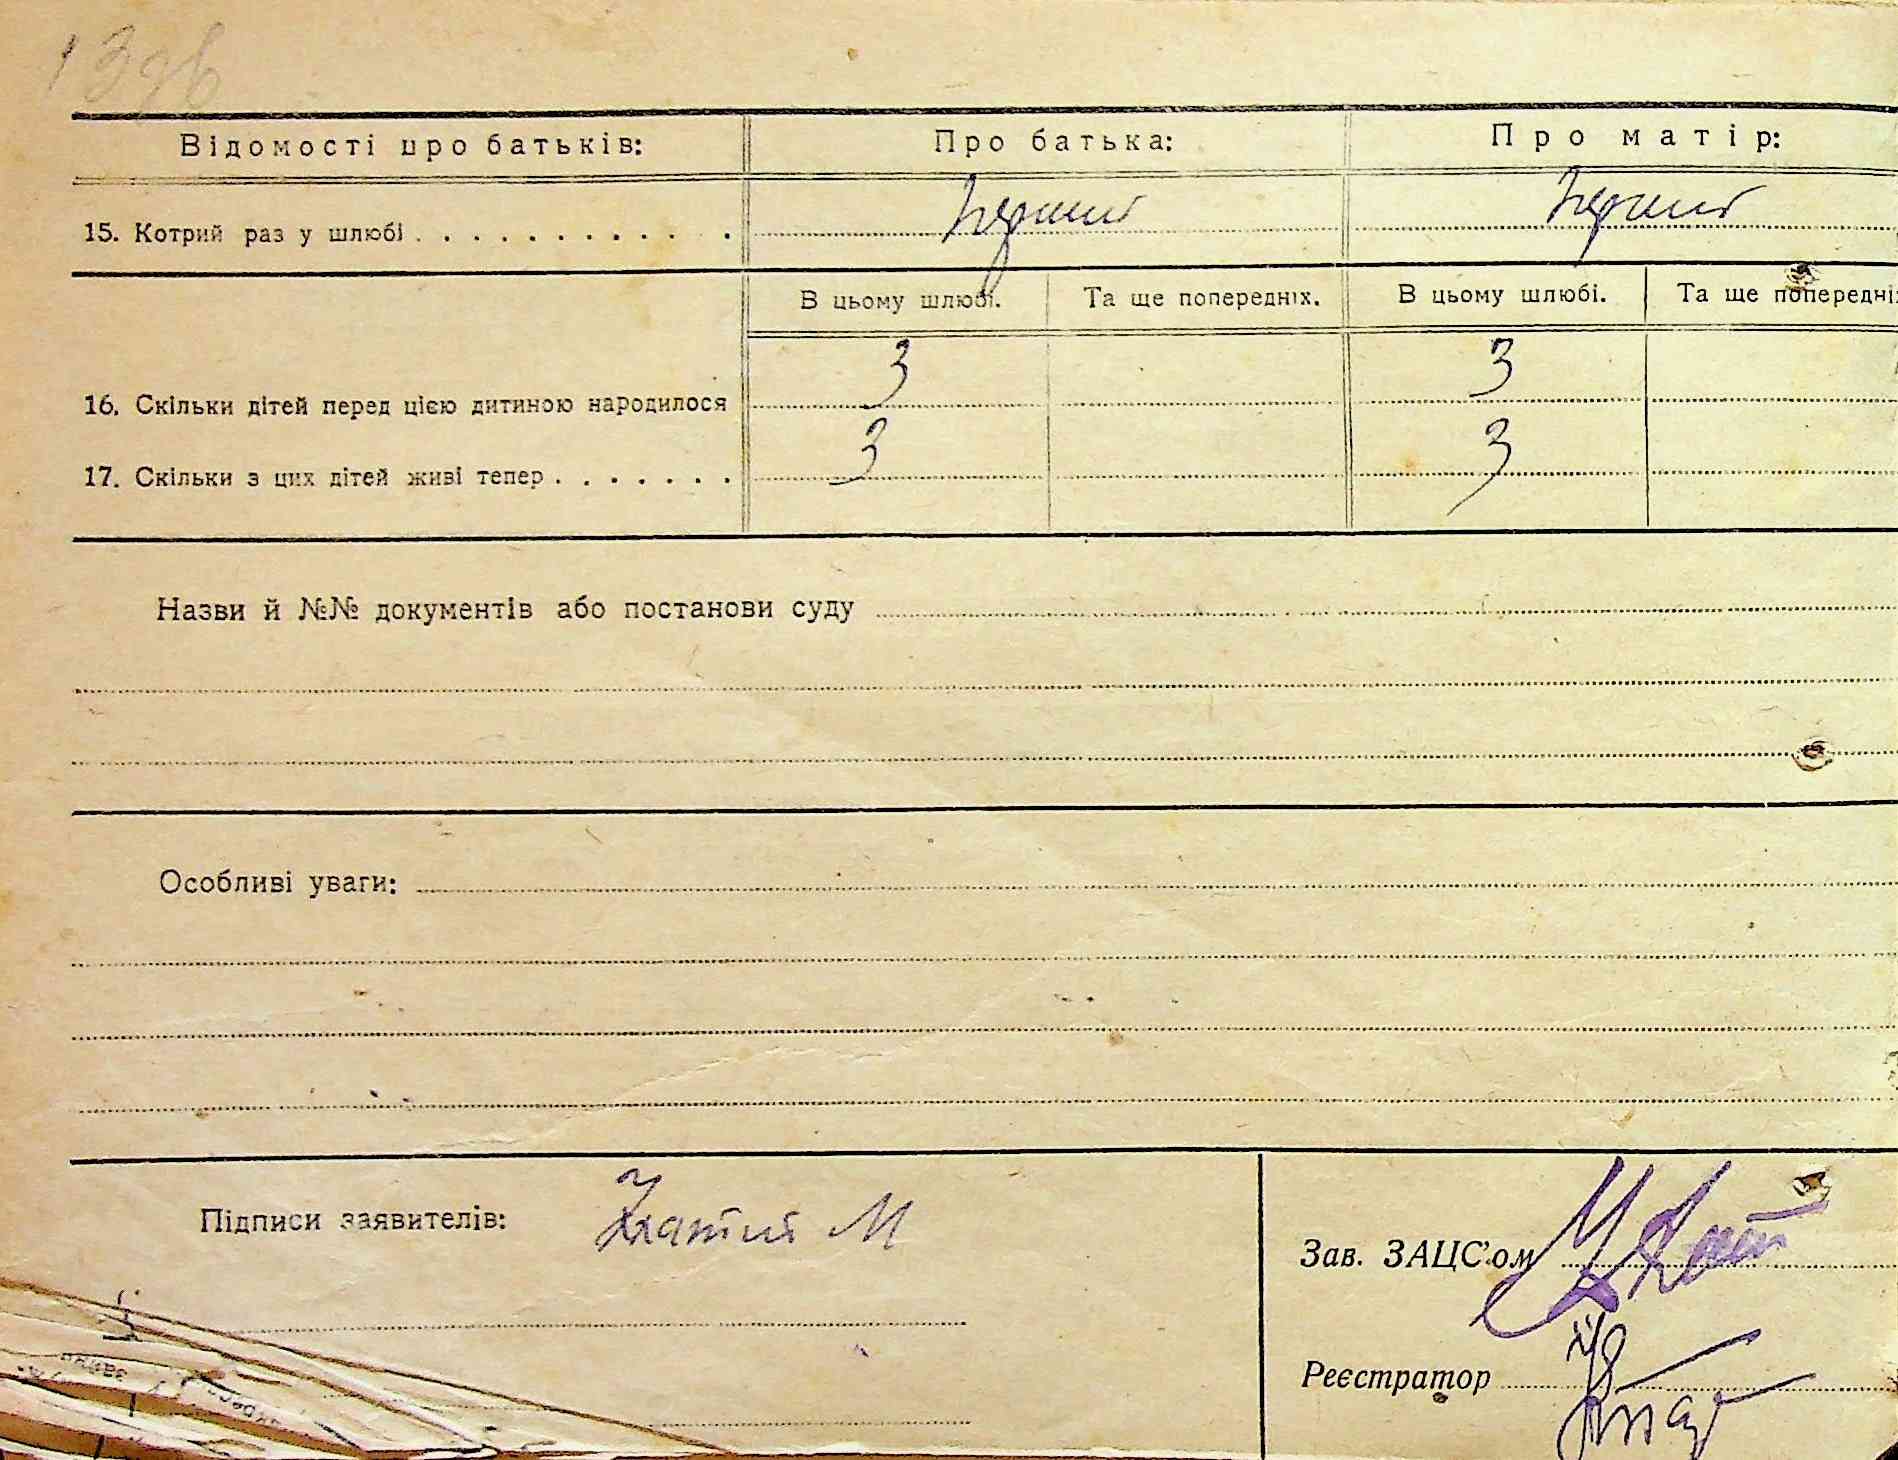 Відомості про батьків: Про батька: Про матір:
15. Котрий раз у шлюбі . . . . . . . . . . . . перший перший
В цьому шлюбі. Та ще попередніх. В цьому шлюбі. Та ще попередні
16. Скільки дітей перед цією дитиною народилося 3 3
17. Скільки з цих дітей живі тепер . . . . . . . 3 3
Назви й №№ документів або постанови суду
Особливі уваги:
Підписи заявителів: М
Зав. ЗАЦС'ом
Реєстратор